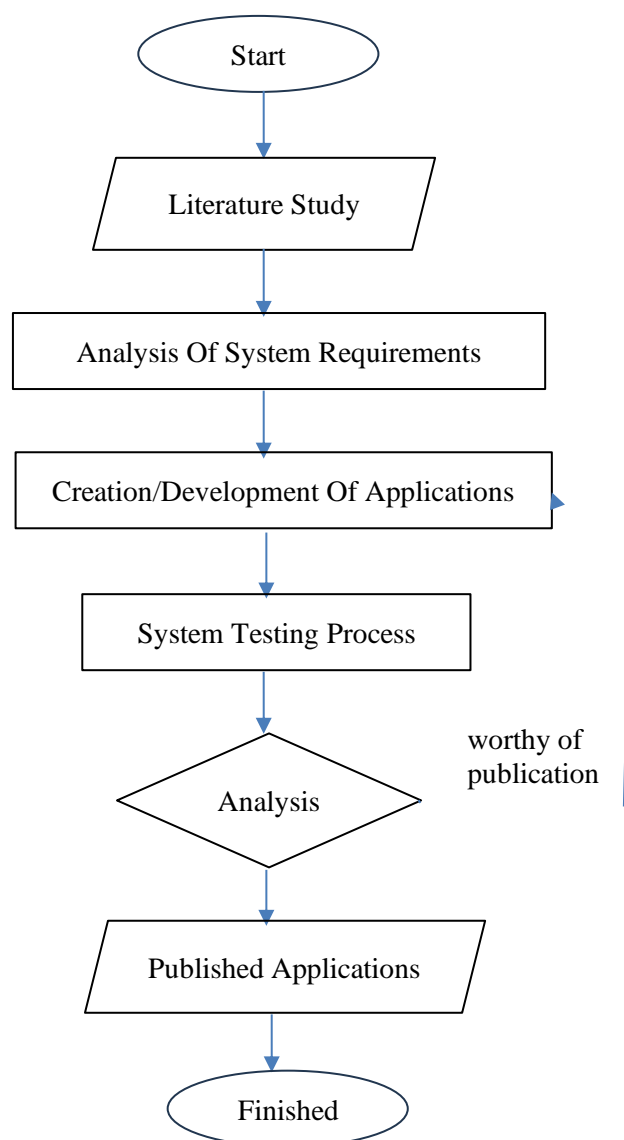 Start
Literature Study
Analysis Of System Requirements
Creation/Development Of Applications
System Testing Process
worthy of
publication
Analysis
Published Applications
Finished